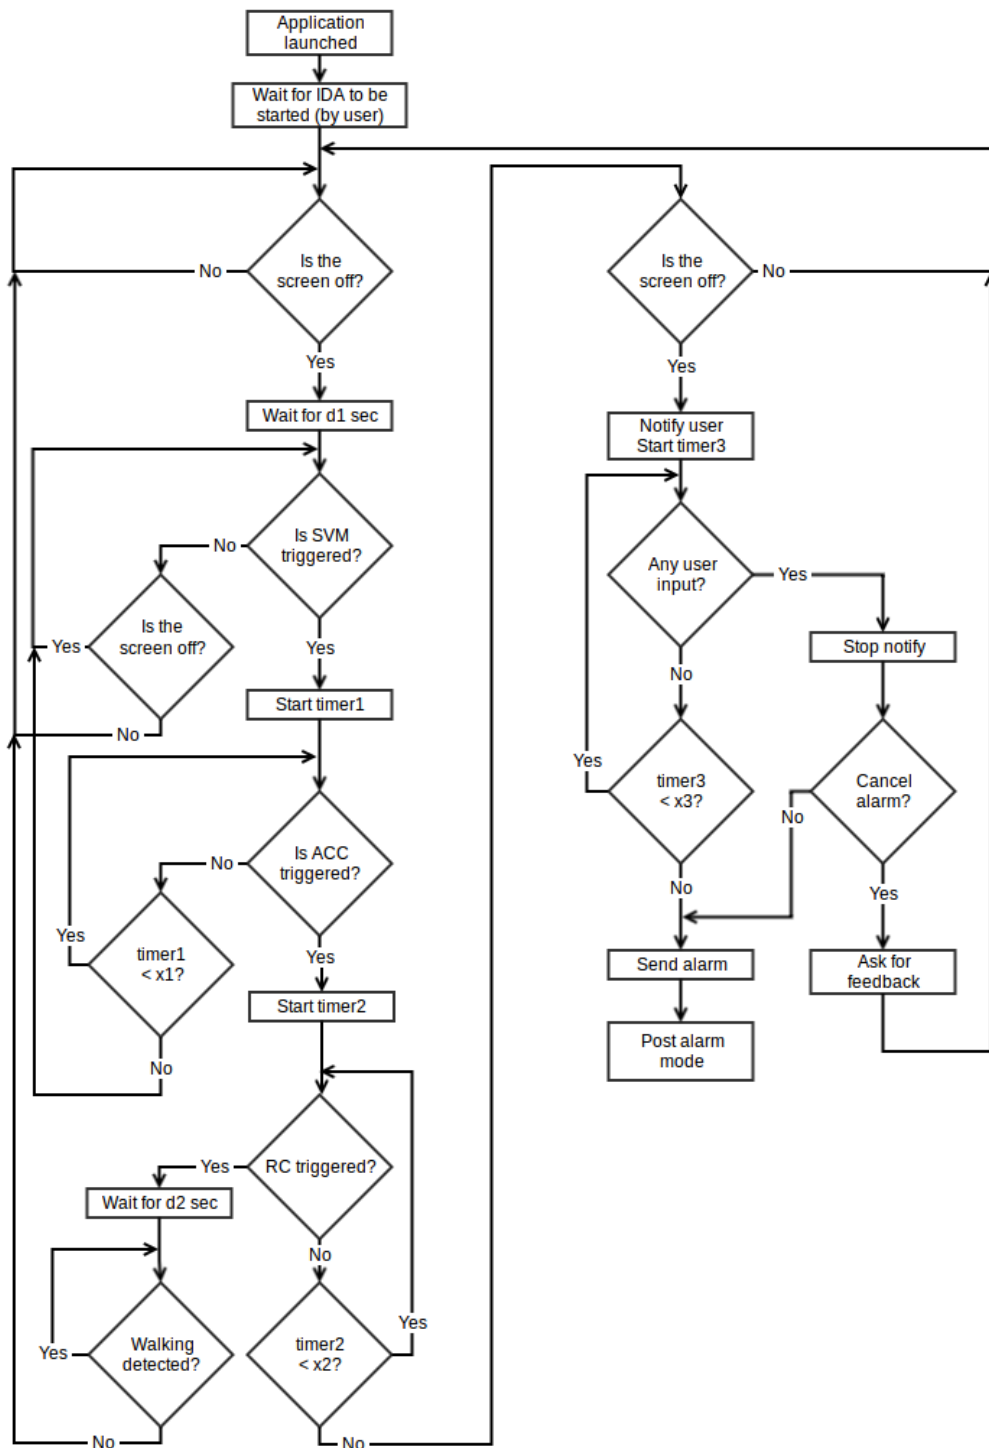 Application
launched
Wait for IDA to be
started (by user)
Is the
screen off?
No
Yes
Wait for d1 sec
Is SVM
triggered?
No
Is the
screen off?
Yes
No
Yes
Start timer1
Is ACC
triggered?
No
timer1
< x1?
Yes
No
Yes
Start timer2
RC triggered?
Yes
Wait for d2 sec
Walking
detected?
Yes
No
No
timer2
< x2?
Yes
No
Is the
screen off?
No
Yes
Notify user
Start timer3
Any user
input?
Yes
Stop notify
No
timer3
< x3?
Yes
Cancel
alarm?
No
No
Yes
Send alarm
Ask for
feedback
Post alarm
mode